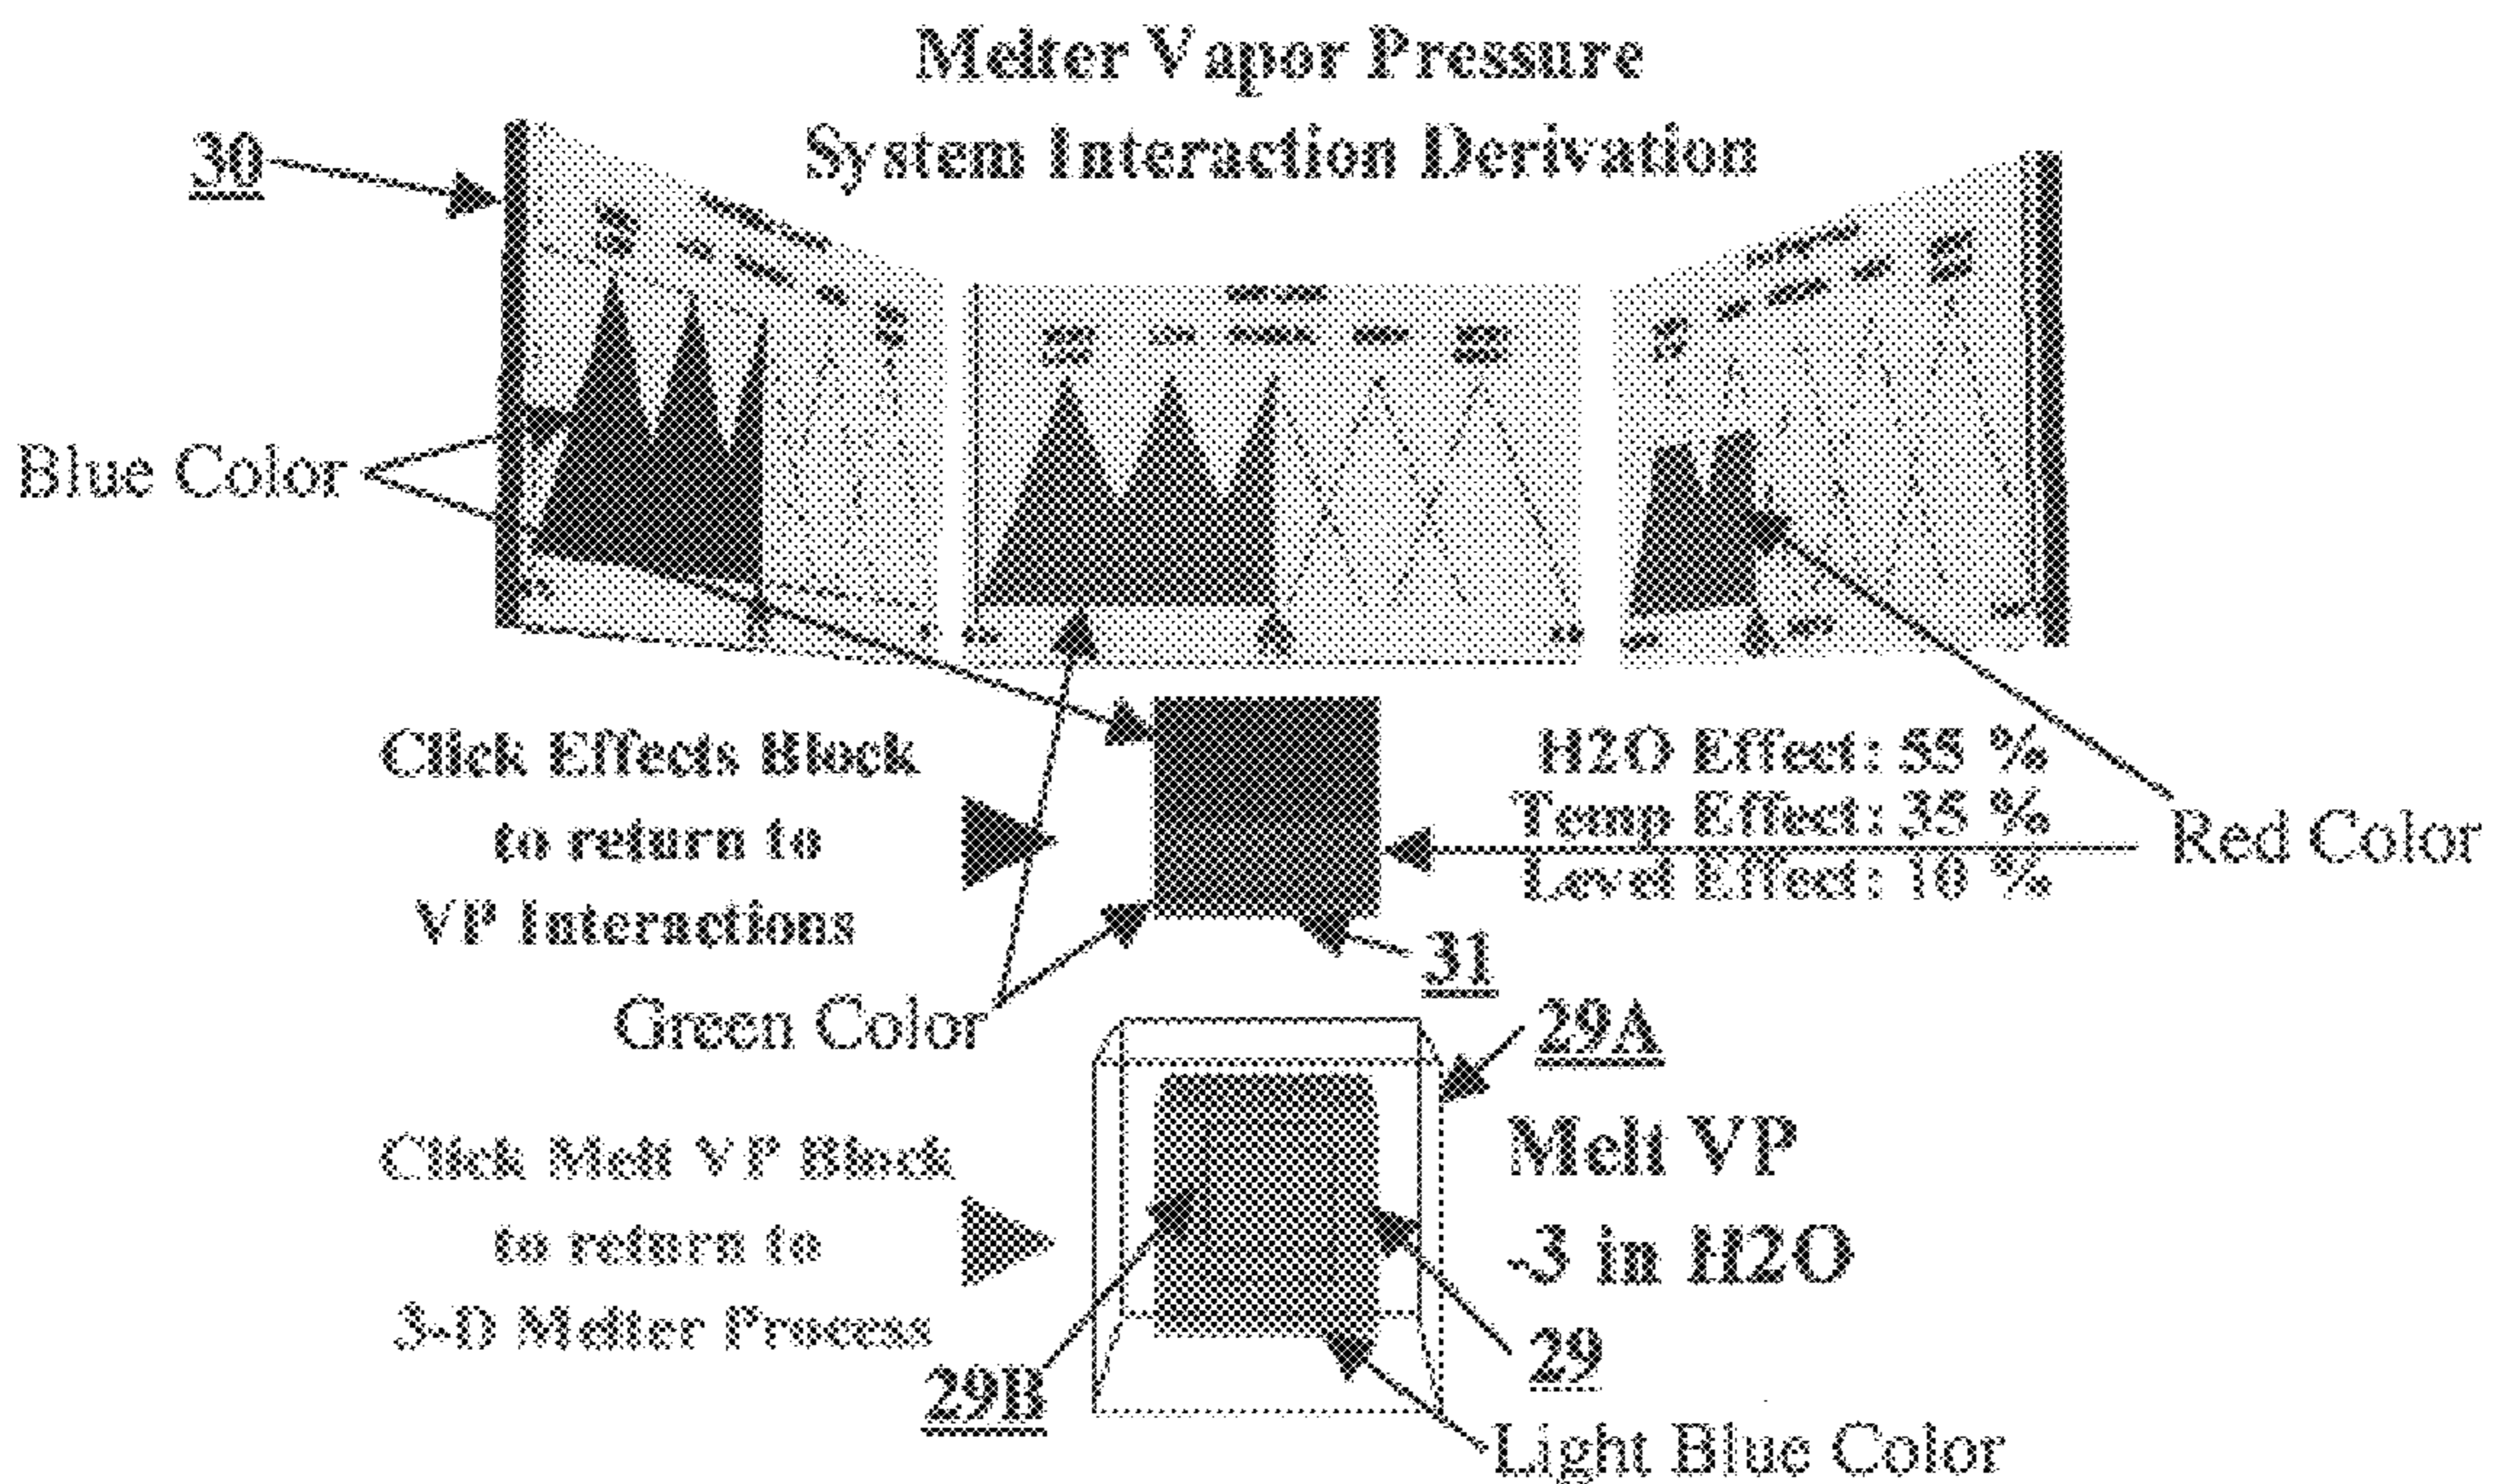 Melter Vapor Pressure
System Interaction Derivation
30
Blue Color
Click Effects Block
to return to
VP Interactions
H2O Effect: 55 %
Temp Effect: 35 %
Level Effect: 10 %
Red Color
31
Green Color
29A
Click Melt VP Block
to return to
3-D Melter Process
Melt VP
-.3 in H2O
29
29B
Light Blue Color